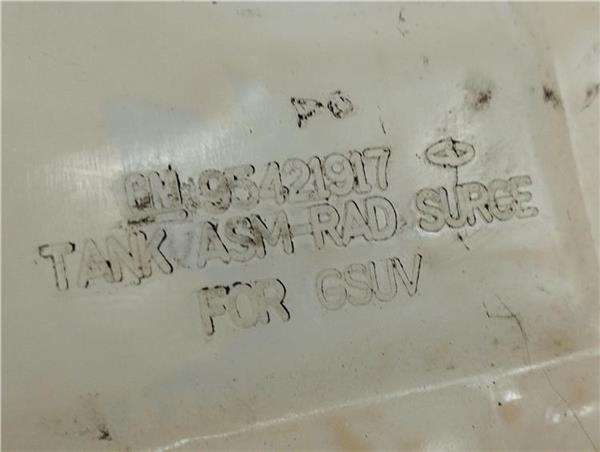 GM 95421917
TANK ASM-RAD SURGE
FOR GSUV